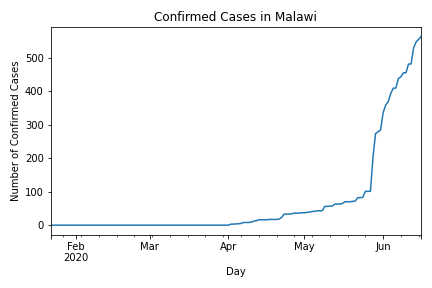 Confirmed Cases in Malawi
Number of Confirmed Cases
500
400
300
200
100
0
Feb Mar Apr May Jun
2020
Day